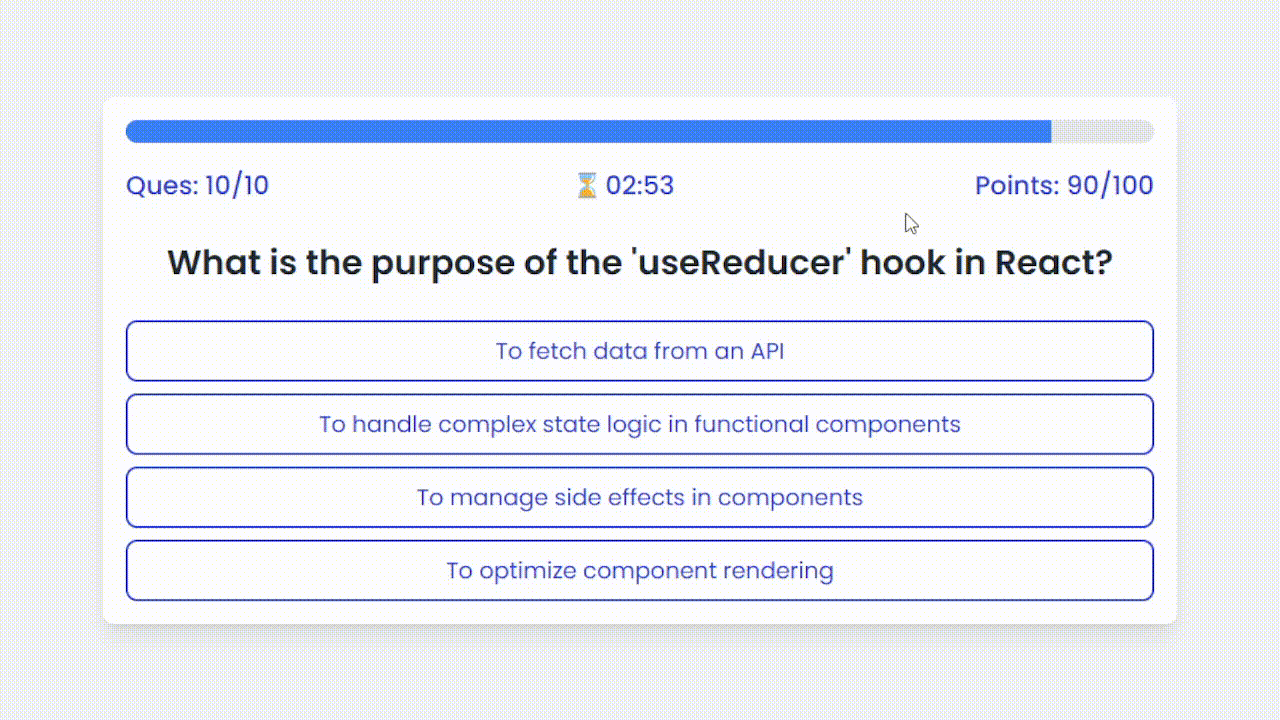 Ques: 10/10
⏳ 02:53
Points: 90/100
What is the purpose of the 'useReducer' hook in React?
To fetch data from an API
To handle complex state logic in functional components
To manage side effects in components
To optimize component rendering